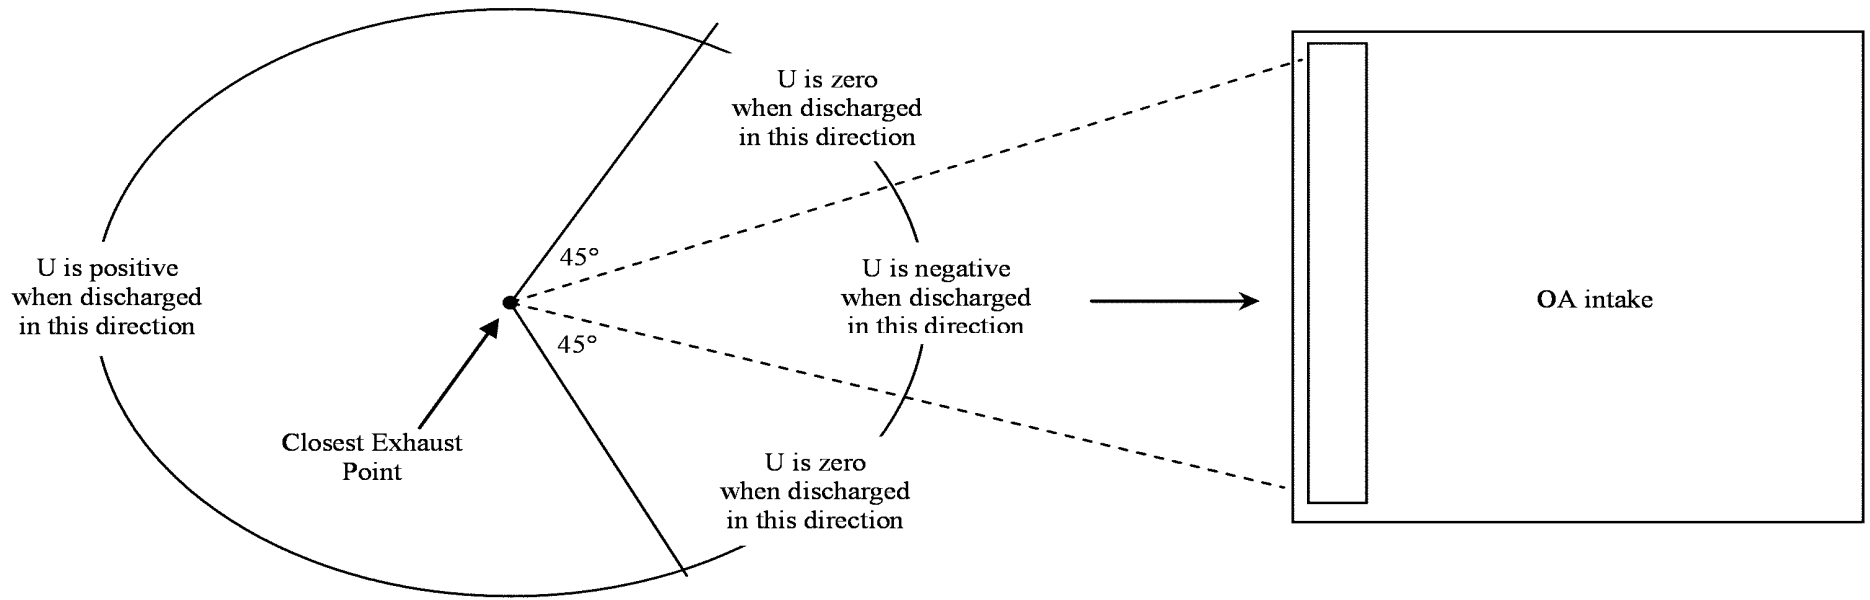 U is zero
when discharged
in this direction
45°
U is positive
when discharged
in this direction
U is negative
when discharged
in this direction
OA intake
45°
Closest Exhaust
Point
U is zero
when discharged
in this direction